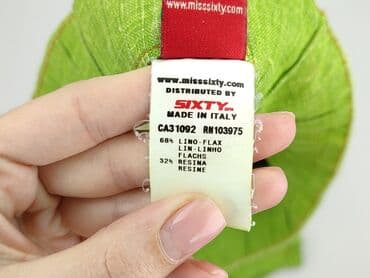 www.misssixty.com
www.misssixty.com
DISTRIBUTED BY
SIXTY
MADE IN ITALY
CA31092 RN103975
68% LINO-FLAX
LIN-LINHO
FLACHS
32% RESINA
RESINE